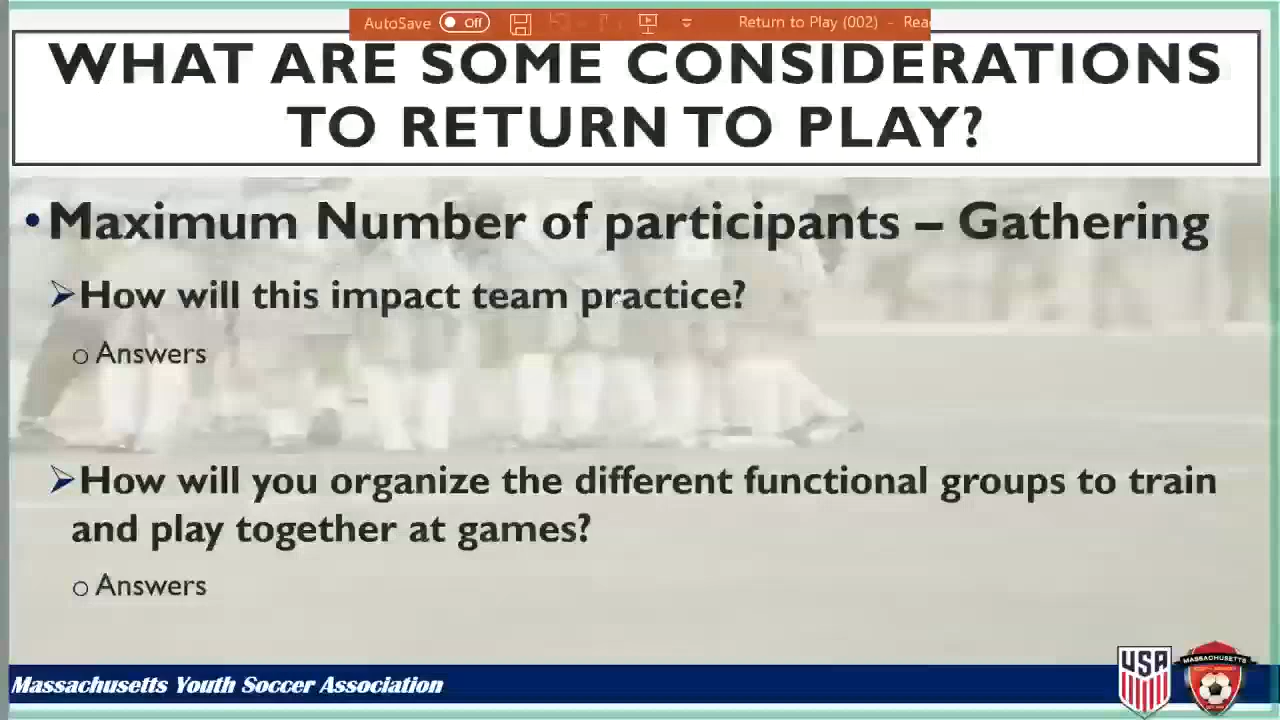 AutoSave Off Return to Play (002) -
WHAT ARE SOME CONSIDERATIONS
TO RETURN TO PLAY?
• Maximum Number of participants – Gathering
➢ How will this impact team practice?
o Answers
➢ How will you organize the different functional groups to train
and play together at games?
o Answers
USA
MASSACHUSETTS
Massachusetts Youth Soccer Association